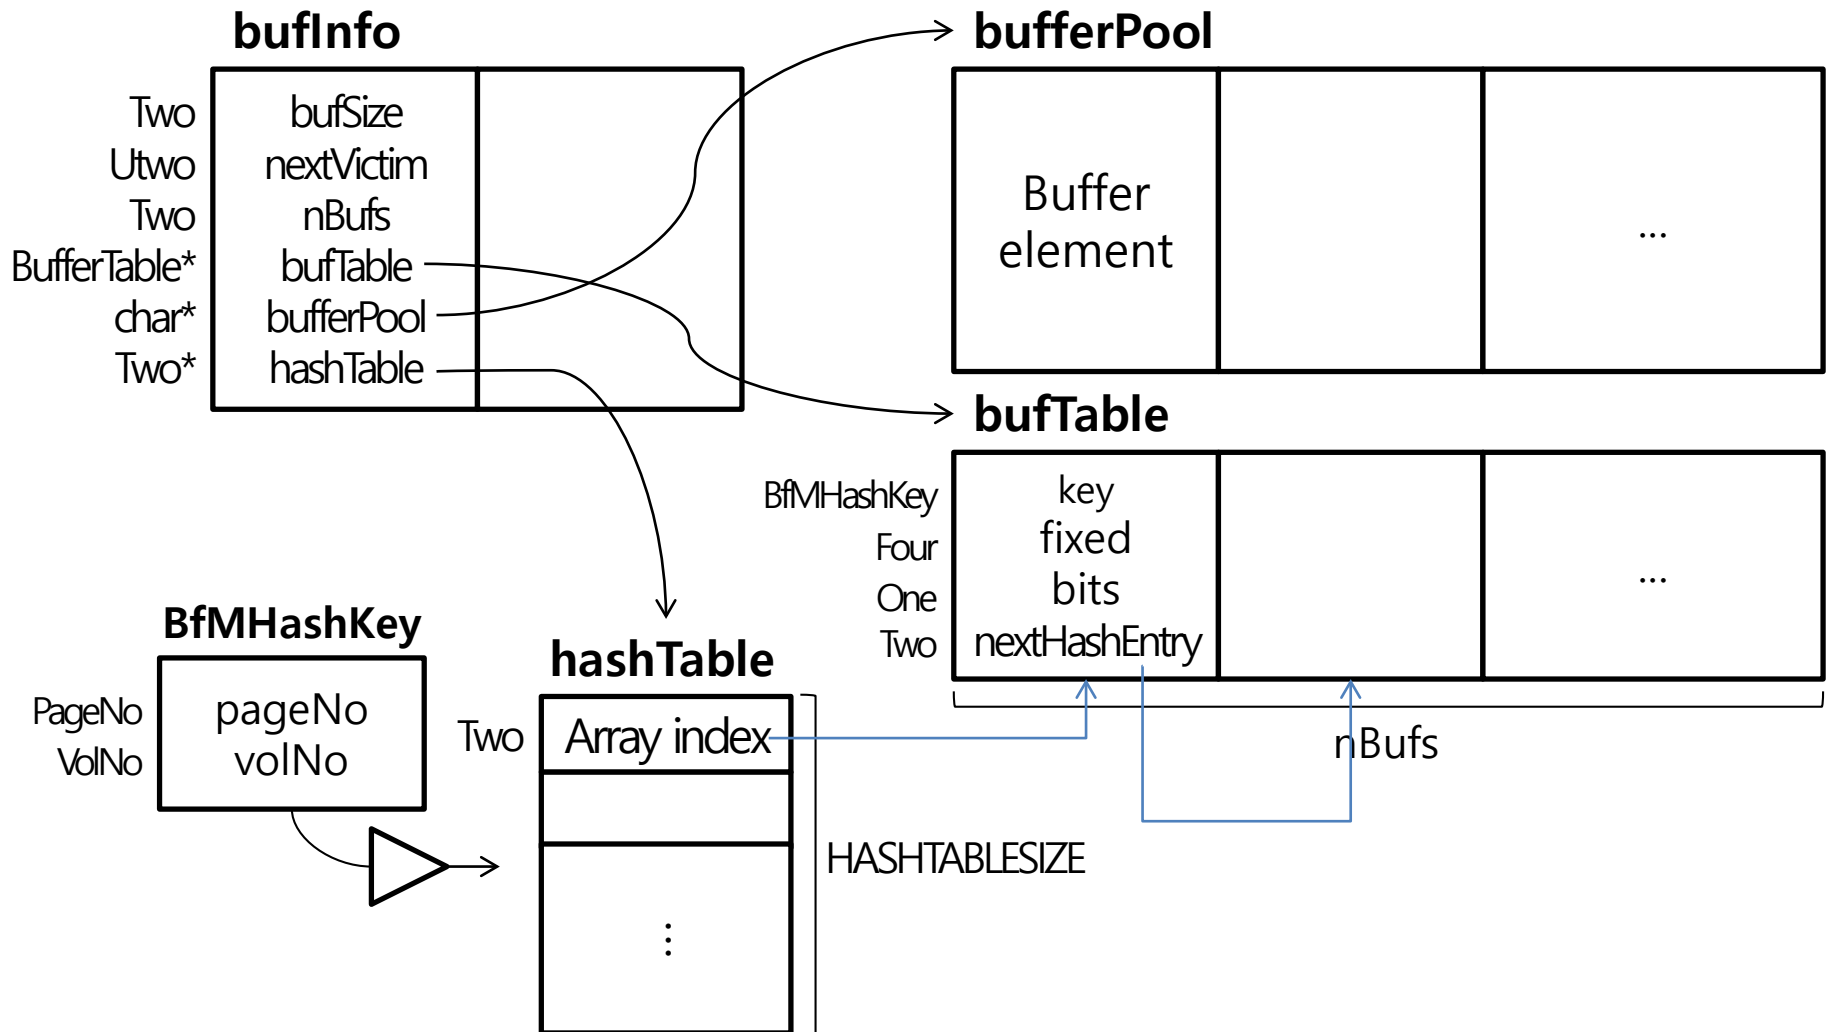 bufInfo
Two bufSize
Utwo nextVictim
Two nBufs
BufferTable* bufTable
char* bufferPool
Two* hashTable
bufferPool
Buffer
element
...
bufTable
BfMHashKey key
Four fixed
One bits
Two nextHashEntry
...
nBufs
BfMHashKey
PageNo pageNo
VolNo volNo
hashTable
Two Array index
⋮
HASHTABLESIZE